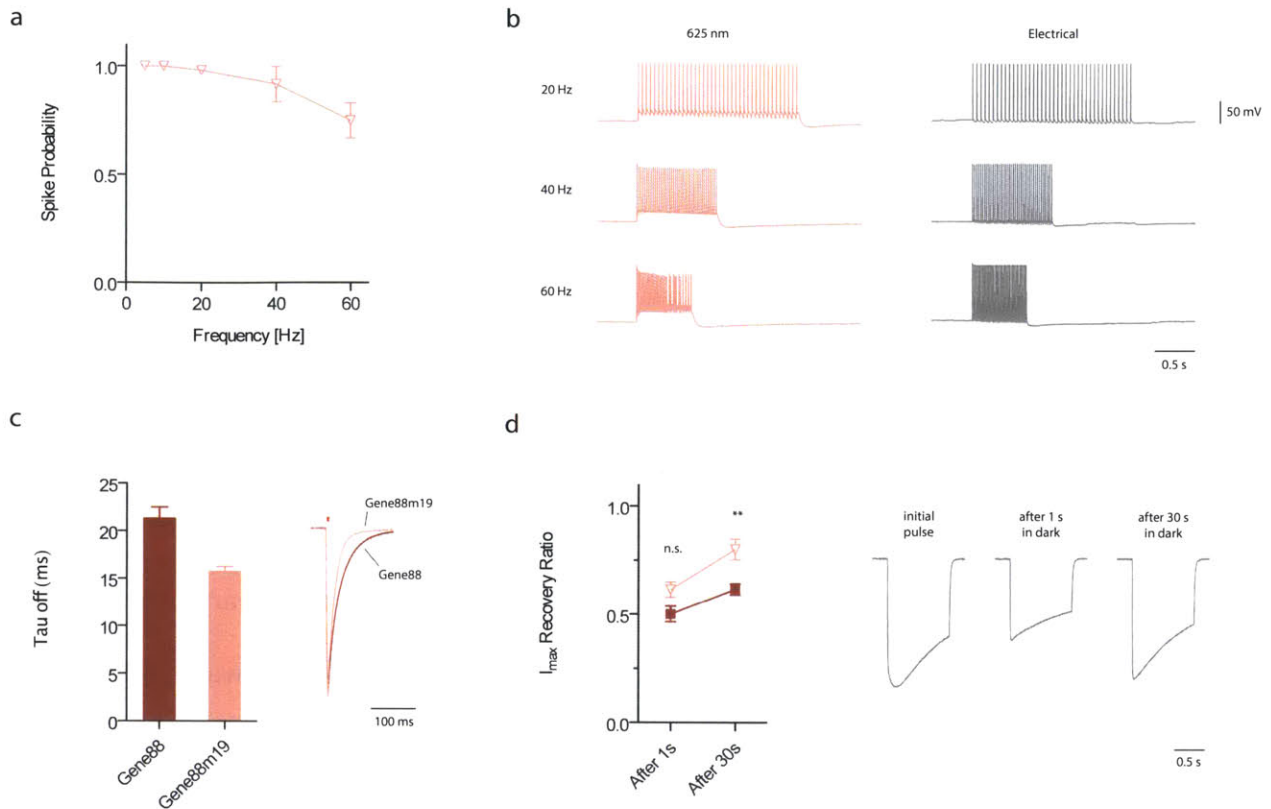 a
1.0
0.5
0.0
0
20
40
60
Spike Probability
Frequency [Hz]
b
625 nm
Electrical
20 Hz
50 mV
40 Hz
60 Hz
0.5 s
c
25
20
15
10
5
0
Tau off (ms)
Gene88
Gene88m19
Gene88m19
Gene88
100 ms
d
1.0
0.5
0.0
Imax Recovery Ratio
n.s.
**
After 1s
After 30s
initial
pulse
after 1 s
in dark
after 30 s
in dark
0.5 s